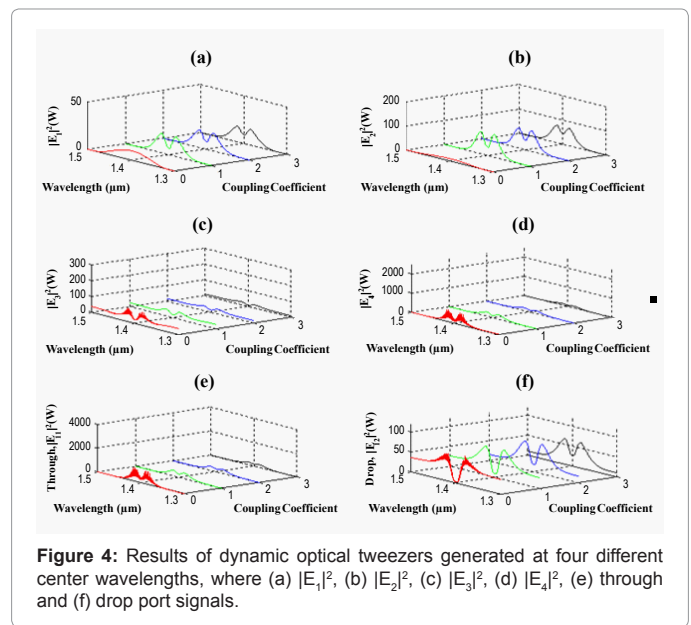 (a)
50
|E₁|²(W)
0
1.5
1.4
1.3
0
1
2
3
Wavelength (µm)
Coupling Coefficient
(b)
200
100
|E₂|²(W)
0
1.5
1.4
1.3
0
1
2
3
Wavelength (µm)
Coupling Coefficient
(c)
300
200
100
0
|E₃|²(W)
1.5
1.4
1.3
0
1
2
3
Wavelength (µm)
Coupling Coefficient
(d)
2000
1000
0
|E₄|²(W)
1.5
1.4
1.3
0
1
2
3
Wavelength (µm)
Coupling Coefficient
(e)
4000
2000
0
Through,|Eₜ₁|²(W)
1.5
1.4
1.3
0
1
2
3
Wavelength (µm)
Coupling Coefficient
(f)
100
50
0
Drop, |Eₜ₂|²(W)
1.5
1.4
1.3
0
1
2
3
Wavelength (µm)
Coupling Coefficient
Figure 4: Results of dynamic optical tweezers generated at four different
center wavelengths, where (a) |E₁|², (b) |E₂|², (c) |E₃|², (d) |E₄|², (e) through
and (f) drop port signals.